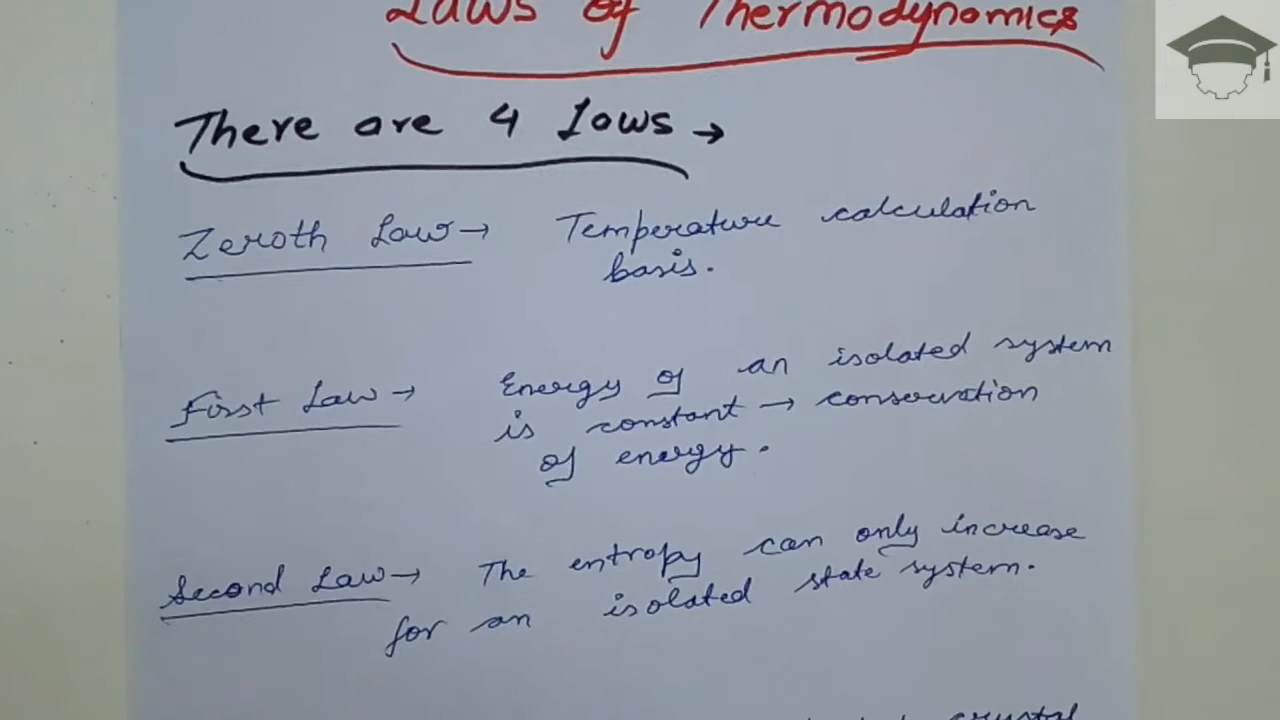 Laws of Thermodynamics
There are 4 Laws →
Zeroth Law → Temperature calculation
basis.
First Law → Energy of an isolated system
is constant → conservation
of energy.
Second Law → The entropy can only increase
for an isolated state system.
crystal